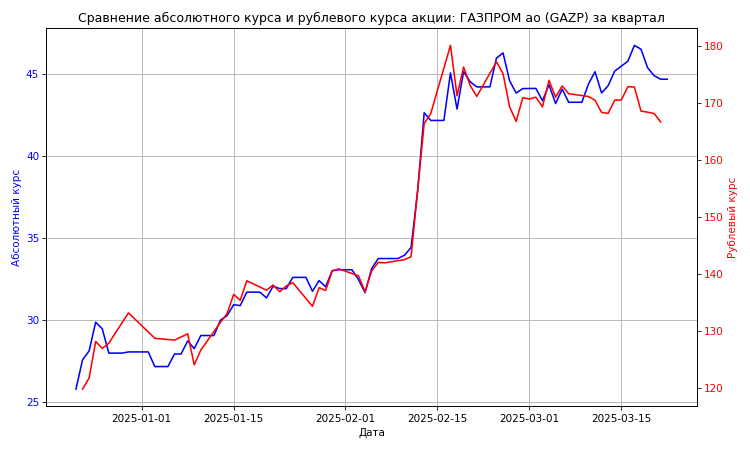 Сравнение абсолютного курса и рублевого курса акции: ГАЗПРОМ ао (GAZP) за квартал
45
40
35
30
25
Абсолютный курс
180
170
160
150
140
130
120
Рублевый курс
2025-01-01 2025-01-15 2025-02-01 2025-02-15 2025-03-01 2025-03-15
Дата